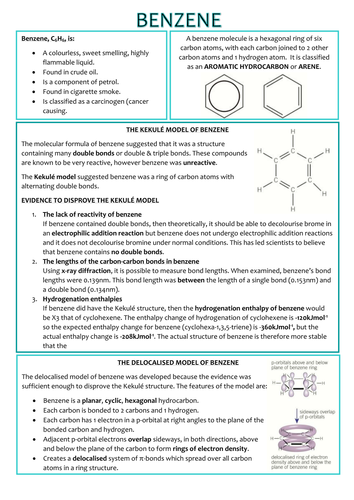 BENZENE
Benzene, C₆H₆, is:
• A colourless, sweet smelling, highly
flammable liquid.
• Found in crude oil.
• Is a component of petrol.
• Found in cigarette smoke.
• Is classified as a carcinogen (cancer
causing.
A benzene molecule is a hexagonal ring of six
carbon atoms, with each carbon joined to 2 other
carbon atoms and 1 hydrogen atom. It is classified
as an AROMATIC HYDROCARBON or ARENE.
THE KEKULÉ MODEL OF BENZENE
The molecular formula of benzene suggested that it was a structure
containing many double bonds or double & triple bonds. These compounds
are known to be very reactive, however benzene was unreactive.
The Kekulé model suggested benzene was a ring of carbon atoms with
alternating double bonds.
H
H
C
H
C
C
C
C
H
C
H
H
EVIDENCE TO DISPROVE THE KEKULÉ MODEL
1. The lack of reactivity of benzene
If benzene contained double bonds, then theoretically, it should be able to decolourise brome in
an electrophilic addition reaction but benzene does not undergo electrophilic addition reactions
and it does not decolourise bromine under normal conditions. This has led scientists to believe
that benzene contains no double bonds.
2. The lengths of the carbon-carbon bonds in benzene
Using x-ray diffraction, it is possible to measure bond lengths. When examined, benzene's bond
lengths were 0.139nm. This bond length was between the length of a single bond (0.153nm) and
a double bond (0.134nm).
3. Hydrogenation enthalpies
If benzene did have the Kekulé structure, then the hydrogenation enthalpy of benzene would
be X3 that of cyclohexene. The enthalpy change of hydrogenation of cyclohexene is -120kJmol⁻¹
so the expected enthalpy change for benzene (cyclohexa-1,3,5-triene) is -360kJmol⁻¹, but the
actual enthalpy change is -208kJmol⁻¹. The actual structure of benzene is therefore more stable
that the
THE DELOCALISED MODEL OF BENZENE
The delocalised model of benzene was developed because the evidence was
sufficient enough to disprove the Kekulé structure. The features of the model are:
• Benzene is a planar, cyclic, hexagonal hydrocarbon.
• Each carbon is bonded to 2 carbons and 1 hydrogen.
• Each carbon has 1 electron in a p-orbital at right angles to the plane of the
bonded carbon and hydrogen.
• Adjacent p-orbital electrons overlap sideways, in both directions, above
and below the plane of the carbon to form rings of electron density.
• Creates a delocalised system of π-bonds which spread over all carbon
atoms in a ring structure.
p-orbitals above and below
plane of benzene ring
sideways overlap
of p-orbitals
delocalised ring of electron
density above and below the
plane of benzene ring